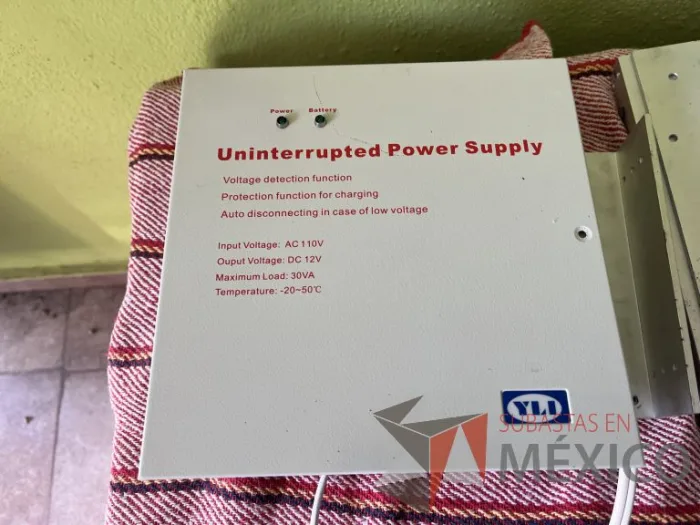 Power Battery
Uninterrupted Power Supply
Voltage detection function
Protection function for charging
Auto disconnecting in case of low voltage
Input Voltage: AC 110V
Ouput Voltage: DC 12V
Maximum Load: 30VA
Temperature: -20~50℃
YLI
SUBASTAS EN
MÉXICO